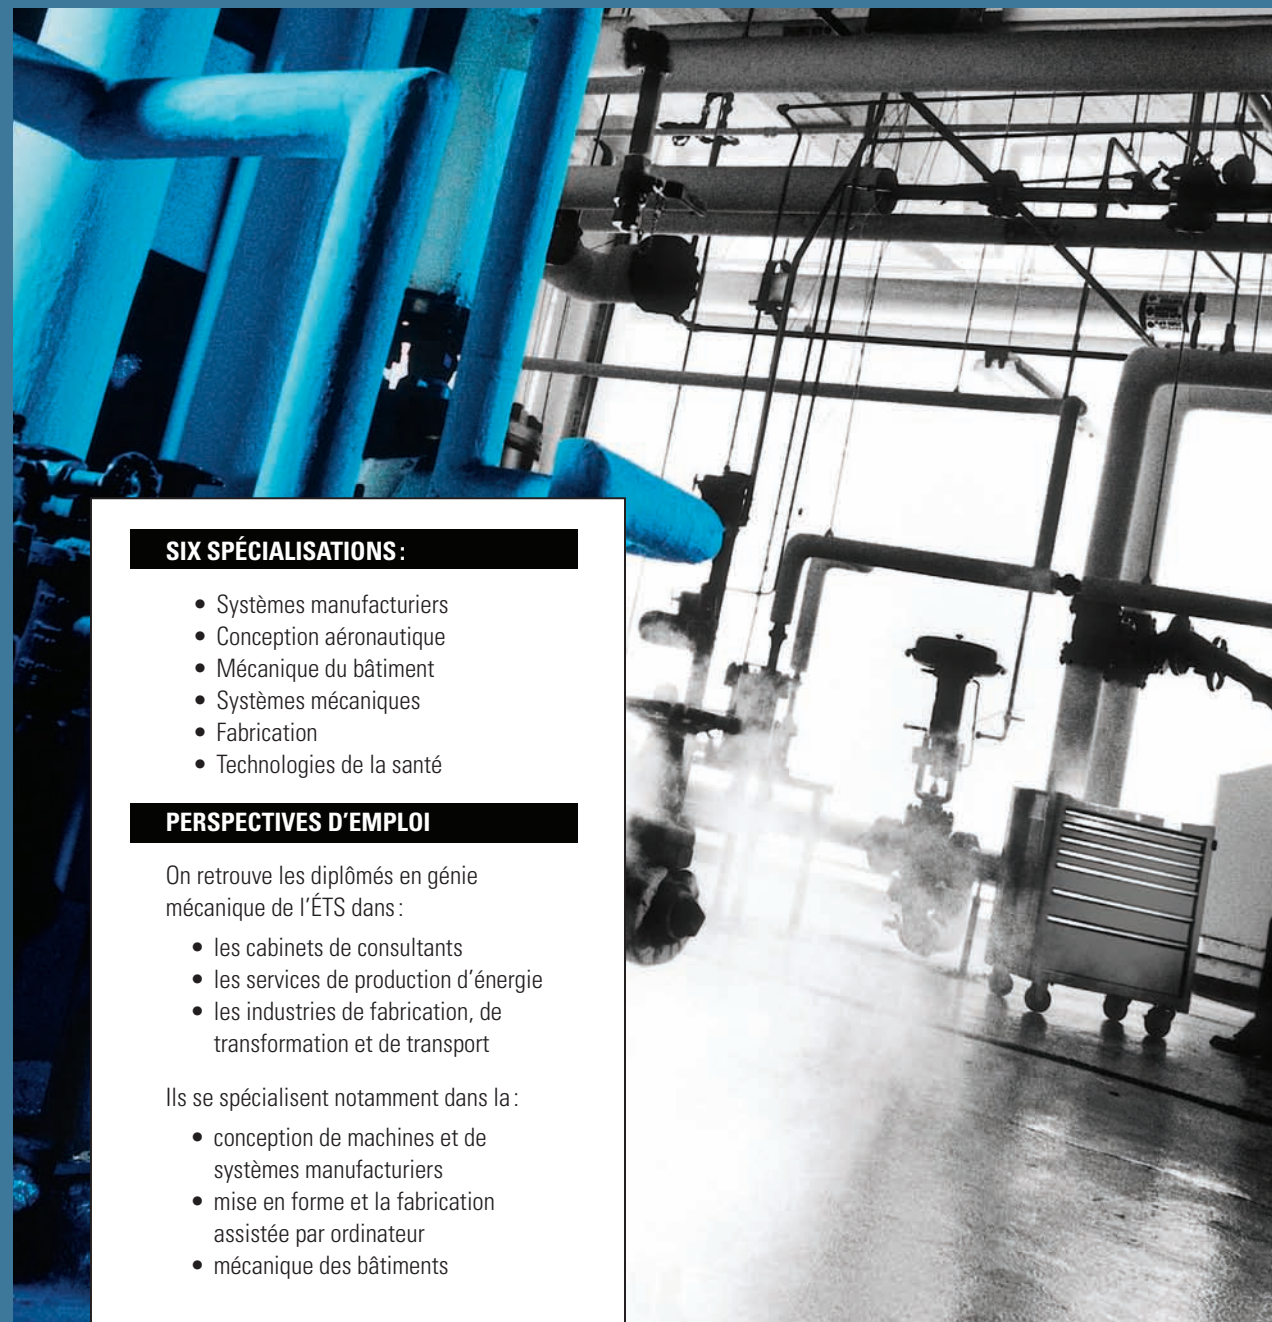 SIX SPÉCIALISATIONS :
• Systèmes manufacturiers
• Conception aéronautique
• Mécanique du bâtiment
• Systèmes mécaniques
• Fabrication
• Technologies de la santé
PERSPECTIVES D’EMPLOI
On retrouve les diplômés en génie
mécanique de l’ÉTS dans :
• les cabinets de consultants
• les services de production d’énergie
• les industries de fabrication, de
transformation et de transport
Ils se spécialisent notamment dans la :
• conception de machines et de
systèmes manufacturiers
• mise en forme et la fabrication
assistée par ordinateur
• mécanique des bâtiments